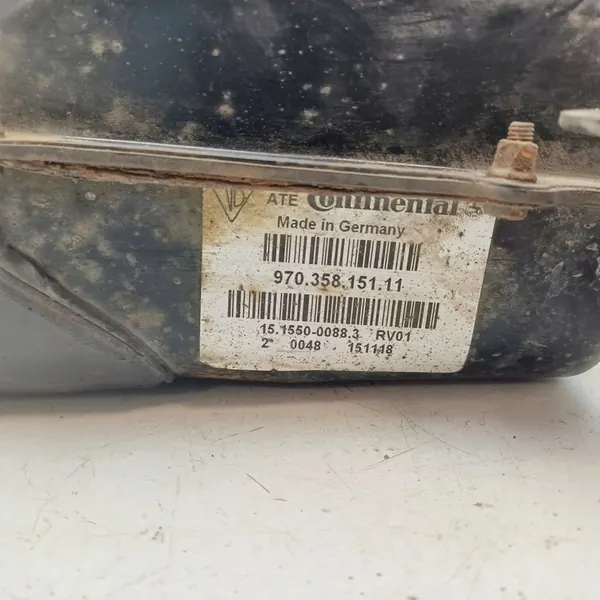 ATE Continental
Made in Germany
970.358.151.11
15.1550-0088.3 RV01
2 0048 151118